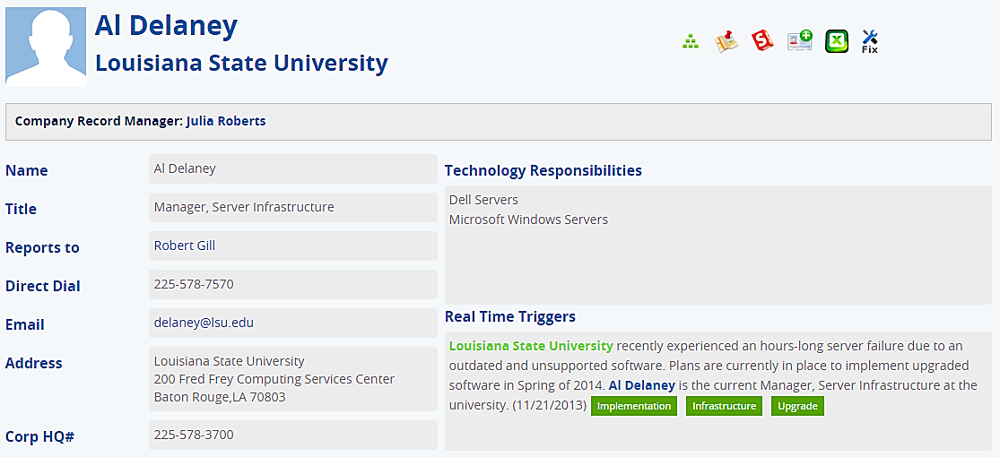 Al Delaney
Louisiana State University
Fix
Company Record Manager: Julia Roberts
Name
Al Delaney
Title
Manager, Server Infrastructure
Reports to
Robert Gill
Direct Dial
225-578-7570
Email
delaney@lsu.edu
Address
Louisiana State University
200 Fred Frey Computing Services Center
Baton Rouge,LA 70803
Corp HQ#
225-578-3700
Technology Responsibilities
Dell Servers
Microsoft Windows Servers
Real Time Triggers
Louisiana State University recently experienced an hours-long server failure due to an
outdated and unsupported software. Plans are currently in place to implement upgraded
software in Spring of 2014. Al Delaney is the current Manager, Server Infrastructure at the
university. (11/21/2013) Implementation Infrastructure Upgrade